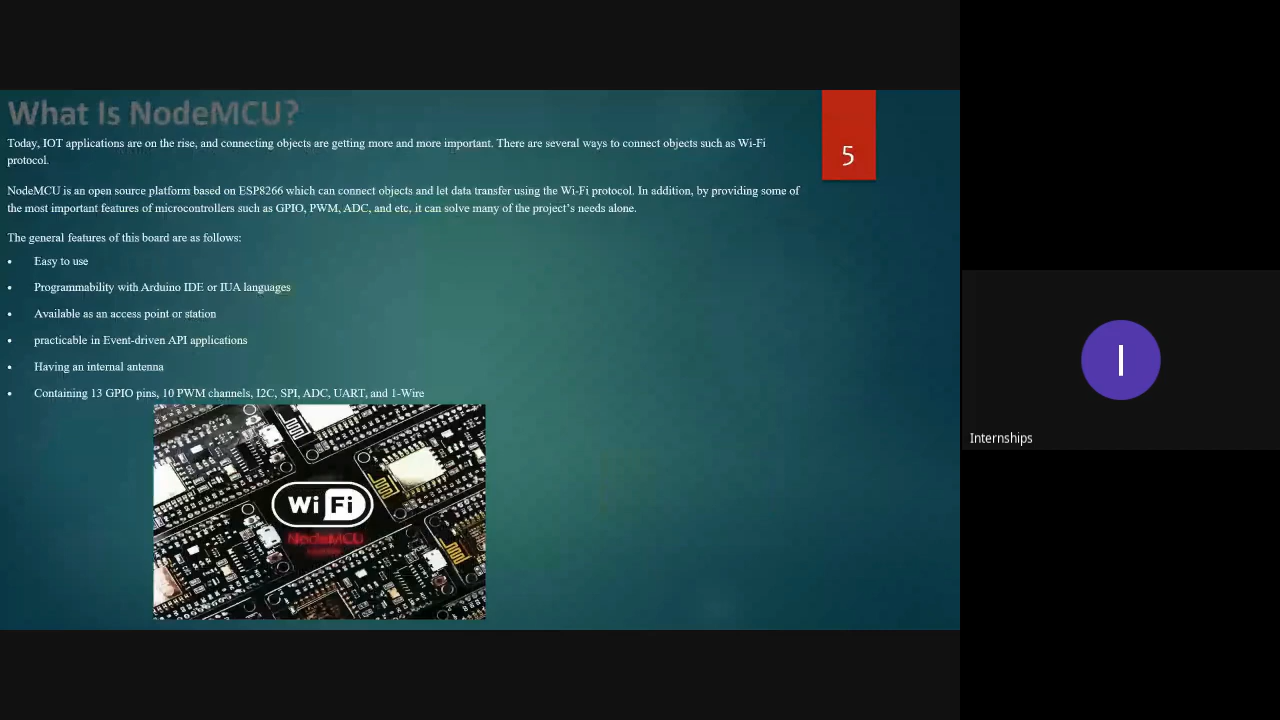 What Is NodeMCU?
5
Today, IOT applications are on the rise, and connecting objects are getting more and more important. There are several ways to connect objects such as Wi-Fi
protocol.
NodeMCU is an open source platform based on ESP8266 which can connect objects and let data transfer using the Wi-Fi protocol. In addition, by providing some of
the most important features of microcontrollers such as GPIO, PWM, ADC, and etc, it can solve many of the project's needs alone.
The general features of this board are as follows:
• Easy to use
• Programmability with Arduino IDE or IUA languages
• Available as an access point or station
• practicable in Event-driven API applications
• Having an internal antenna
• Containing 13 GPIO pins, 10 PWM channels, I2C, SPI, ADC, UART, and 1-Wire
Wi Fi
NodeMCU
I
Internships